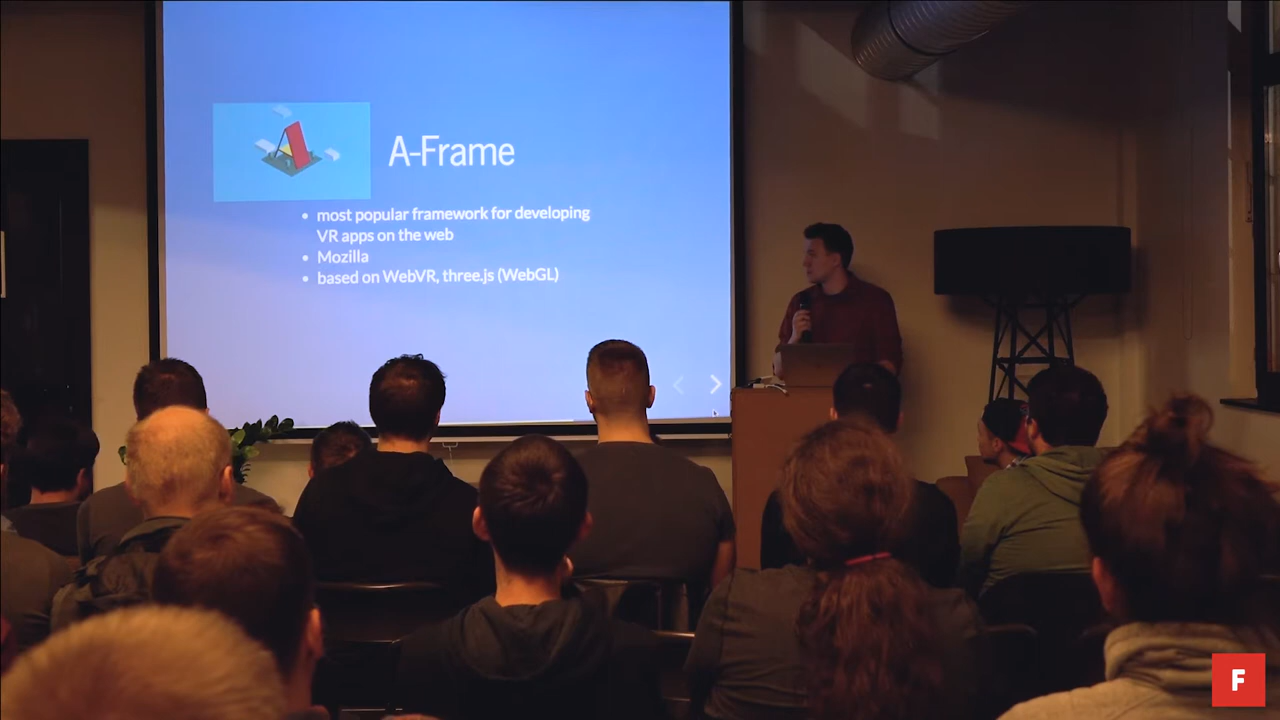 A-Frame
• most popular framework for developing
VR apps on the web
• Mozilla
• based on WebVR, three.js (WebGL)
F